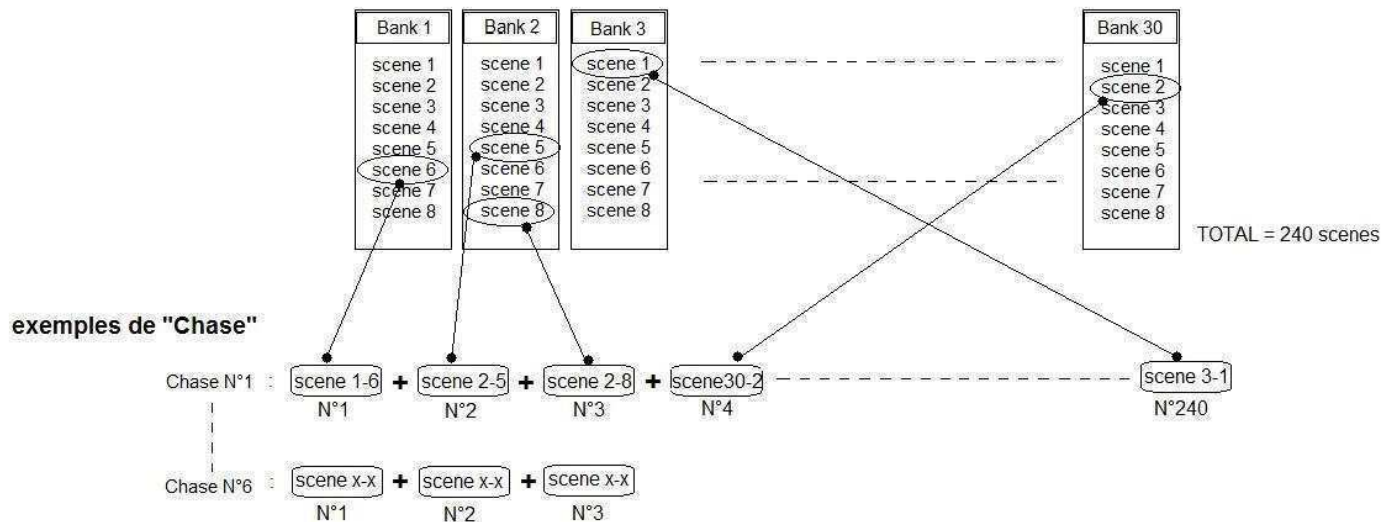 Bank 1 Bank 2 Bank 3 Bank 30
scene 1 scene 1 scene 1 scene 1
scene 2 scene 2 scene 2 scene 2
scene 3 scene 3 scene 3 scene 3
scene 4 scene 4 scene 4 scene 4
scene 5 scene 5 scene 5 scene 5
scene 6 scene 6 scene 6 scene 6
scene 7 scene 7 scene 7 scene 7
scene 8 scene 8 scene 8 scene 8
TOTAL = 240 scenes
exemples de "Chase"
Chase N°1 : scene 1-6 + scene 2-5 + scene 2-8 + scene30-2 scene 3-1
N°1 N°2 N°3 N°4 N°240
Chase N°6 : scene x-x + scene x-x + scene x-x
N°1 N°2 N°3